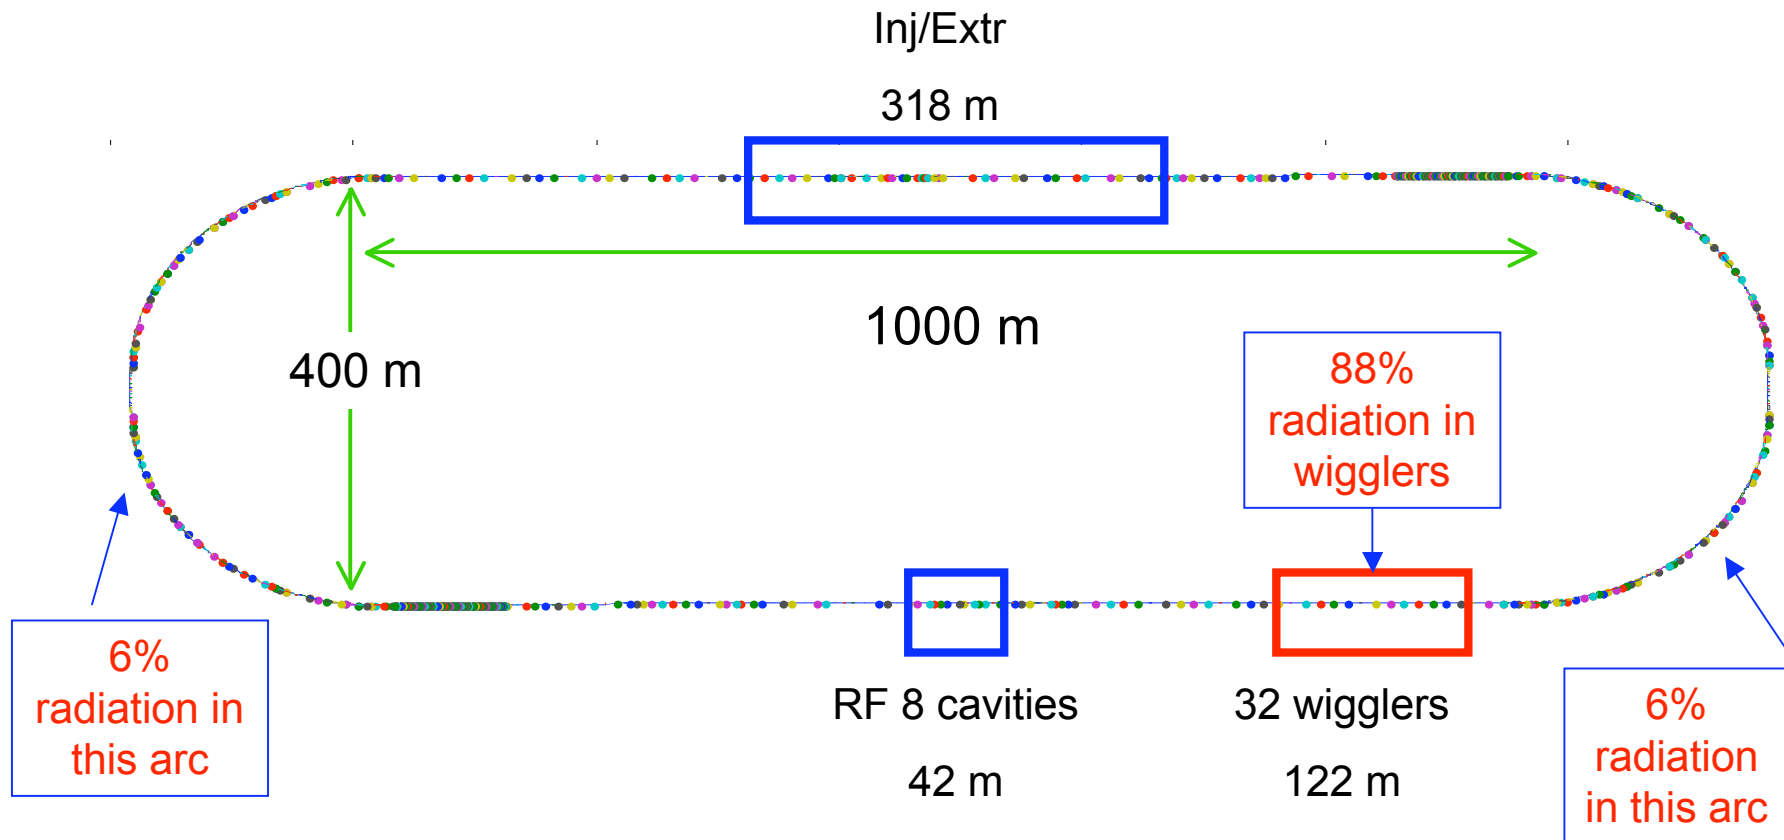 Inj/Extr
318 m
1000 m
400 m
88%
radiation in
wigglers
6%
radiation in
this arc
RF 8 cavities
42 m
32 wigglers
122 m
6%
radiation
in this arc